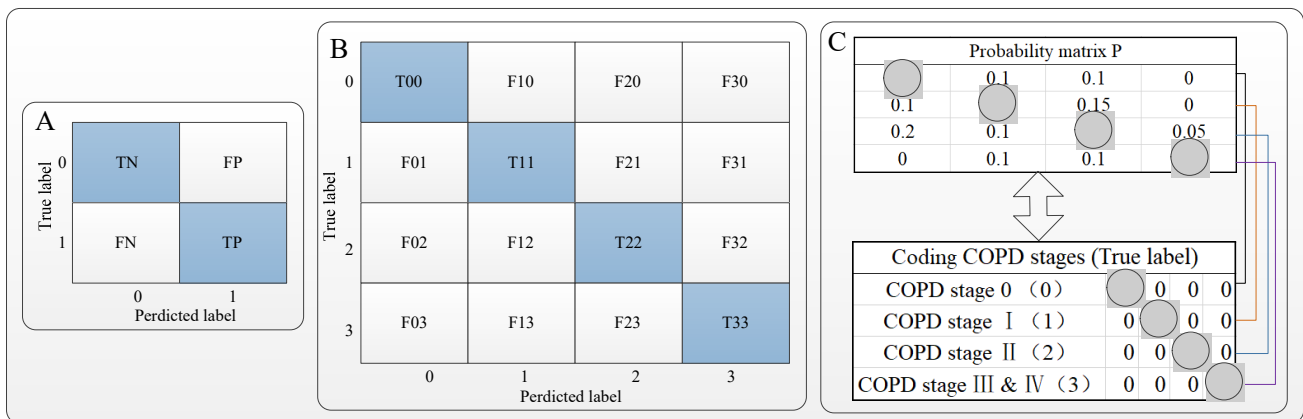 A
TN FP
FN TP
0
1
True label
0 1
Perdicted label
B
T00 F10 F20 F30
F01 T11 F21 F31
F02 F12 T22 F32
F03 F13 F23 T33
0
1
2
3
True label
0 1 2 3
Perdicted label
C
Probability matrix P
0.1 0.1 0
0.1 0.15 0
0.2 0.1 0.05
0 0.1 0.1
Coding COPD stages (True label)
COPD stage 0 （0） 0 0 0
COPD stage Ⅰ （1） 0 0 0
COPD stage Ⅱ （2） 0 0 0
COPD stage Ⅲ & Ⅳ （3） 0 0 0